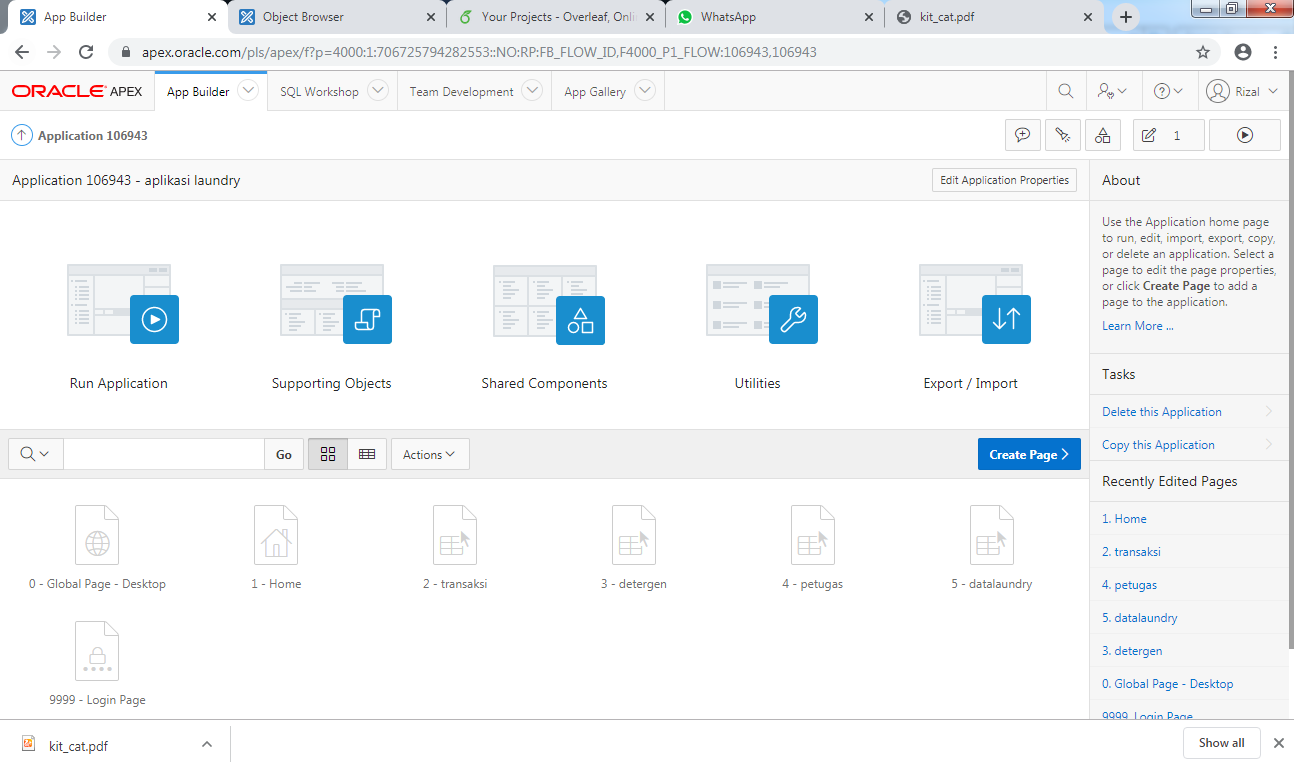 App Builder
Object Browser
Your Projects - Overleaf, Onli
WhatsApp
kit_cat.pdf
apex.oracle.com/pls/apex/f?p=4000:1:706725794282553::NO:RP:FB_FLOW_ID,F4000_P1_FLOW:106943,106943
ORACLE APEX
App Builder
SQL Workshop
Team Development
App Gallery
Rizal
Application 106943
1
Application 106943 - aplikasi laundry
Edit Application Properties
Run Application
Supporting Objects
Shared Components
Utilities
Export / Import
Go
Actions
Create Page
0 - Global Page - Desktop
1 - Home
2 - transaksi
3 - detergen
4 - petugas
5 - datalaundry
9999 - Login Page
About
Use the Application home page
to run, edit, import, export, copy,
or delete an application. Select a
page to edit the page properties,
or click Create Page to add a
page to the application.
Learn More ...
Tasks
Delete this Application
Copy this Application
Recently Edited Pages
1. Home
2. transaksi
4. petugas
5. datalaundry
3. detergen
0. Global Page - Desktop
9999. Login Page
kit_cat.pdf
Show all